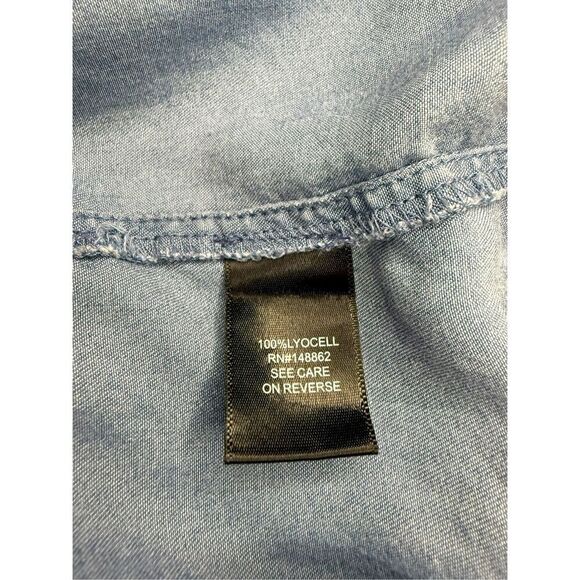 100%LYOCELL
RN#148862
SEE CARE
ON REVERSE